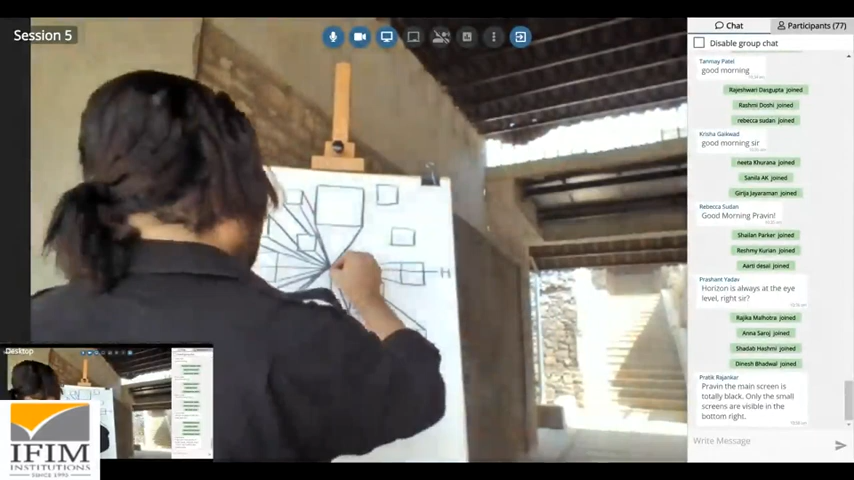 Session 5
Chat
Participants (77)
Disable group chat
Tanmay Patel
good morning
Rajeshwari Dasgupta joined
Rashmi Doshi joined
rebecca sudan joined
Krisha Gaikwad
good morning sir
neeta Khurana joined
Sanila AK joined
Girija Jayaraman joined
Rebecca Sudan
Good Morning Pravin!
Shailan Parker joined
Reshmy Kurian joined
Aarti desai joined
Prashant Yadav
Horizon is always at the eye
level, right sir?
Rajika Malhotra joined
Anna Saroj joined
Shadab Hashmi joined
Dinesh Bhadwal joined
Pratik Rajankar
Pravin the main screen is
totally black. Only the small
screens are visible in the
bottom right.
Write Message
H
Desktop
IFIM
INSTITUTIONS
SINCE 1995